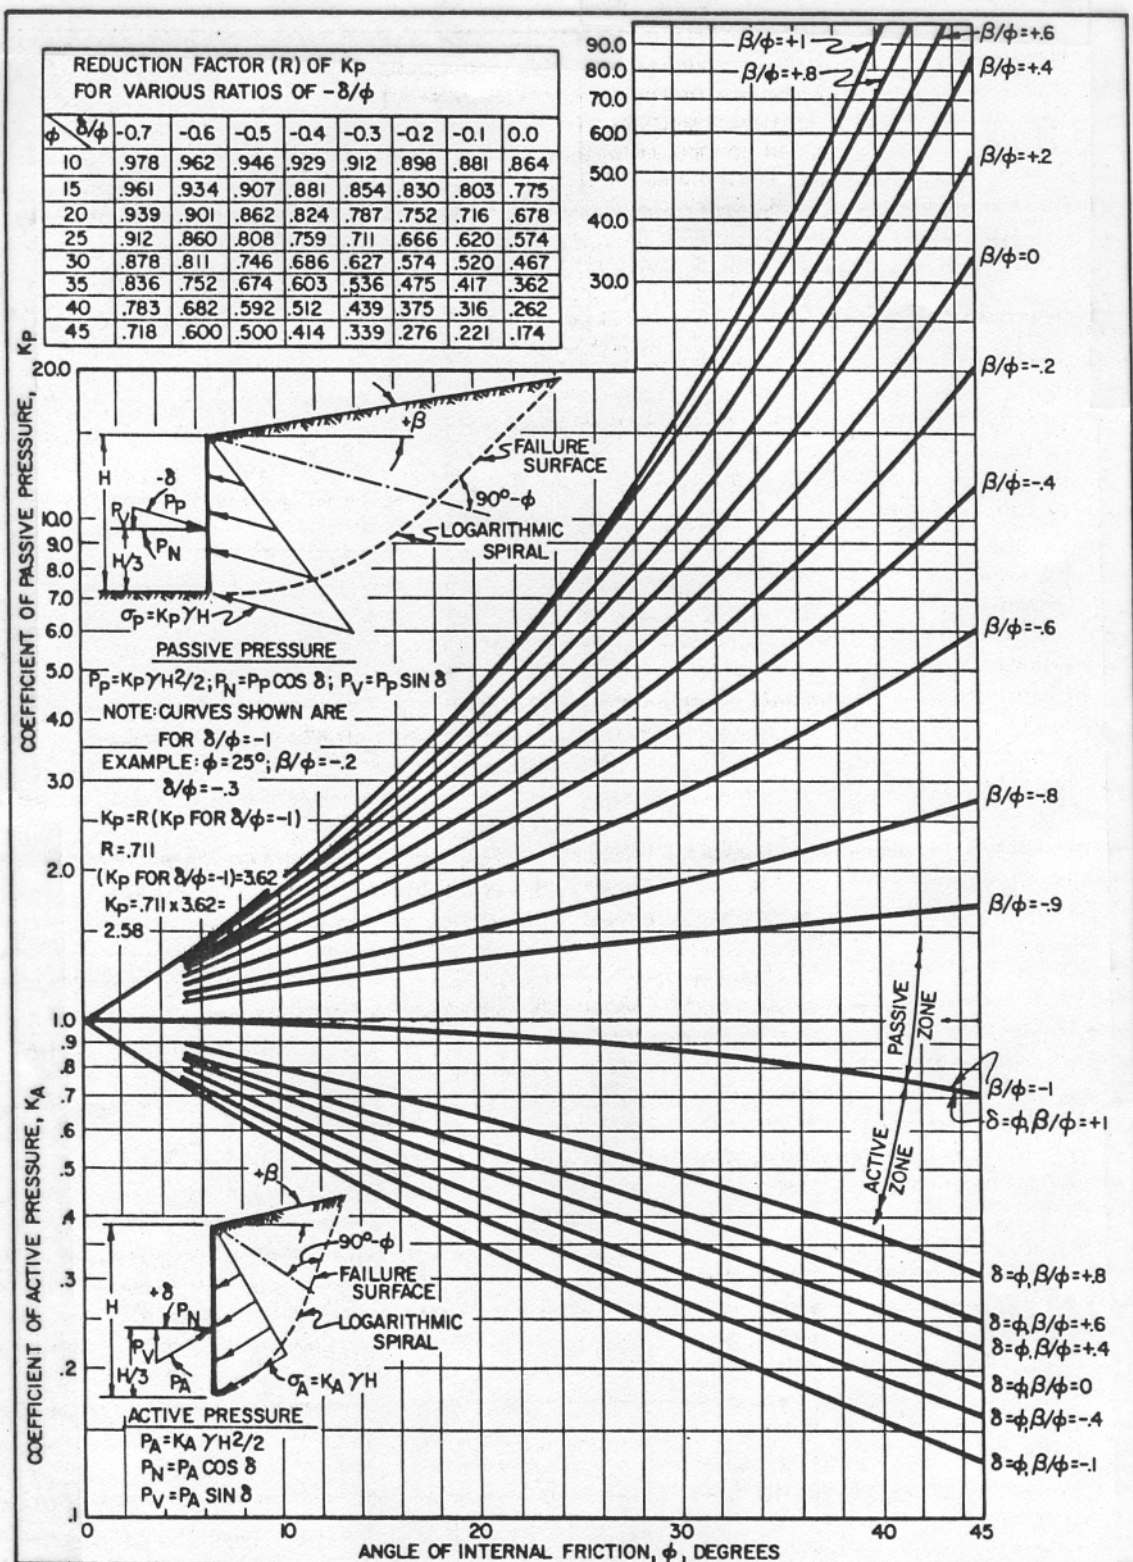 REDUCTION FACTOR (R) OF KP
FOR VARIOUS RATIOS OF -δ/φ
φ δ/φ -0.7 -0.6 -0.5 -0.4 -0.3 -0.2 -0.1 0.0
10 .978 .962 .946 .929 .912 .898 .881 .864
15 .961 .934 .907 .881 .854 .830 .803 .775
20 .939 .901 .862 .824 .787 .752 .716 .678
25 .912 .860 .808 .759 .711 .666 .620 .574
30 .878 .811 .746 .686 .627 .574 .520 .467
35 .836 .752 .674 .603 .536 .475 .417 .362
40 .783 .682 .592 .512 .439 .375 .316 .262
45 .718 .600 .500 .414 .339 .276 .221 .174
90.0
80.0
70.0
600
50.0
40.0
30.0
β/φ=+1
β/φ=+.8
β/φ=+.6
β/φ=+.4
β/φ=+.2
β/φ=0
β/φ=-.2
β/φ=-.4
β/φ=-.6
β/φ=-.8
β/φ=-.9
β/φ=-1
δ=φ,β/φ=+1
δ=φ,β/φ=+.8
δ=φ,β/φ=+.6
δ=φ,β/φ=+.4
δ=φ,β/φ=0
δ=φ,β/φ=-.4
δ=φ,β/φ=-.1
COEFFICIENT OF PASSIVE PRESSURE, KP
20.0
10.0
9.0
8.0
7.0
6.0
5.0
4.0
3.0
2.0
1.0
.9
.8
.7
.6
.5
.4
.3
.2
.1
COEFFICIENT OF ACTIVE PRESSURE, KA
+β
FAILURE
SURFACE
90°-φ
LOGARITHMIC
SPIRAL
H
-δ
PP
PN
H/3
σP=KPγH
PASSIVE PRESSURE
PP=KPγH²/2; PN=PP COS δ; PV=PP SIN δ
NOTE: CURVES SHOWN ARE
FOR δ/φ=-1
EXAMPLE: φ=25°; β/φ=-.2
δ/φ=-.3
KP=R(KP FOR δ/φ=-1)
R=.711
(KP FOR δ/φ=-1)=3.62
KP=.711x3.62=
2.58
PASSIVE
ZONE
ACTIVE
ZONE
+β
90°-φ
FAILURE
SURFACE
LOGARITHMIC
SPIRAL
H
+δ
PN
PV
PA
H/3
σA=KAγH
ACTIVE PRESSURE
PA=KAγH²/2
PN=PA COS δ
PV=PA SIN δ
0 10 20 30 40 45
ANGLE OF INTERNAL FRICTION, φ, DEGREES